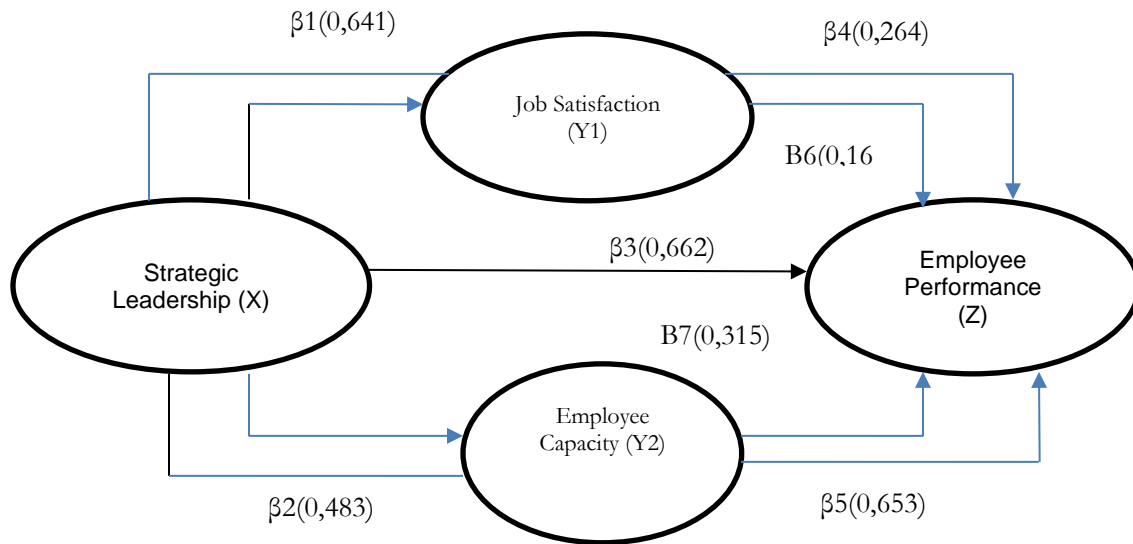 β1(0,641)
β4(0,264)
Job Satisfaction
(Y1)
B6(0,16
β3(0,662)
Strategic
Leadership (X)
Employee
Performance
(Z)
B7(0,315)
Employee
Capacity (Y2)
β2(0,483)
β5(0,653)